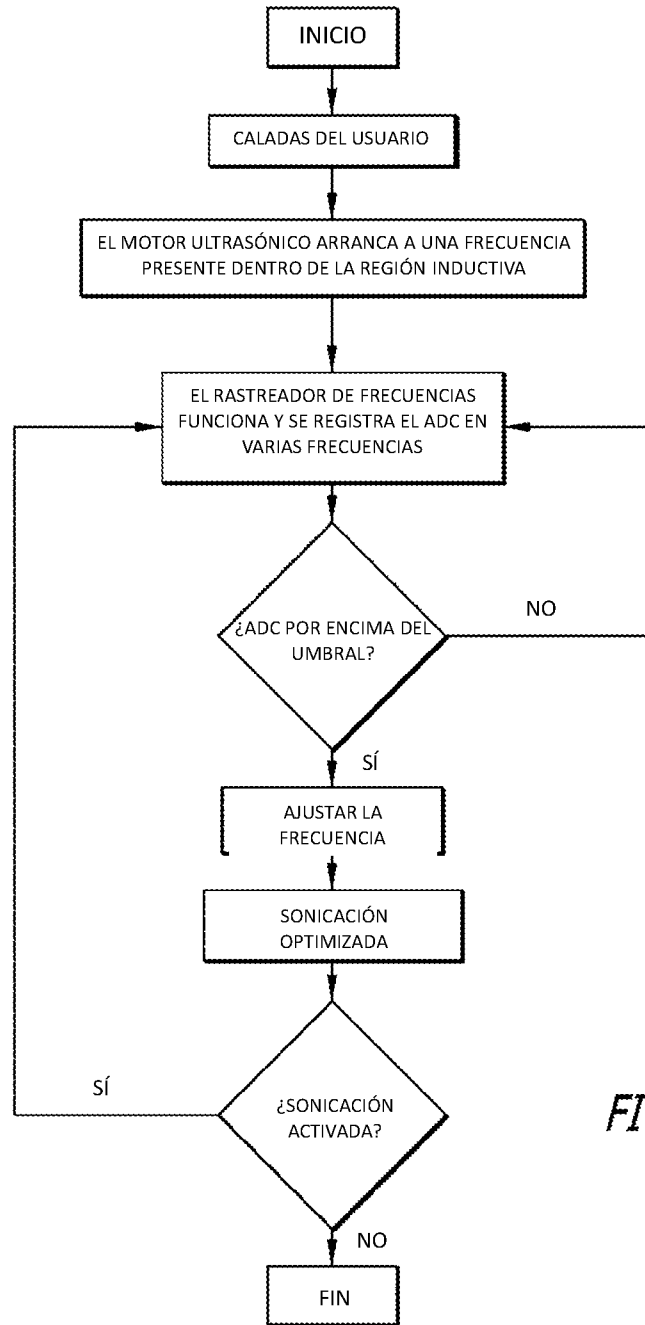 INICIO
CALADAS DEL USUARIO
EL MOTOR ULTRASÓNICO ARRANCA A UNA FRECUENCIA
PRESENTE DENTRO DE LA REGIÓN INDUCTIVA
EL RASTREADOR DE FRECUENCIAS
FUNCIONA Y SE REGISTRA EL ADC EN
VARIAS FRECUENCIAS
¿ADC POR ENCIMA DEL
UMBRAL?
NO
SÍ
AJUSTAR LA
FRECUENCIA
SONICACIÓN
OPTIMIZADA
SÍ
¿SONICACIÓN
ACTIVADA?
FI
NO
FIN